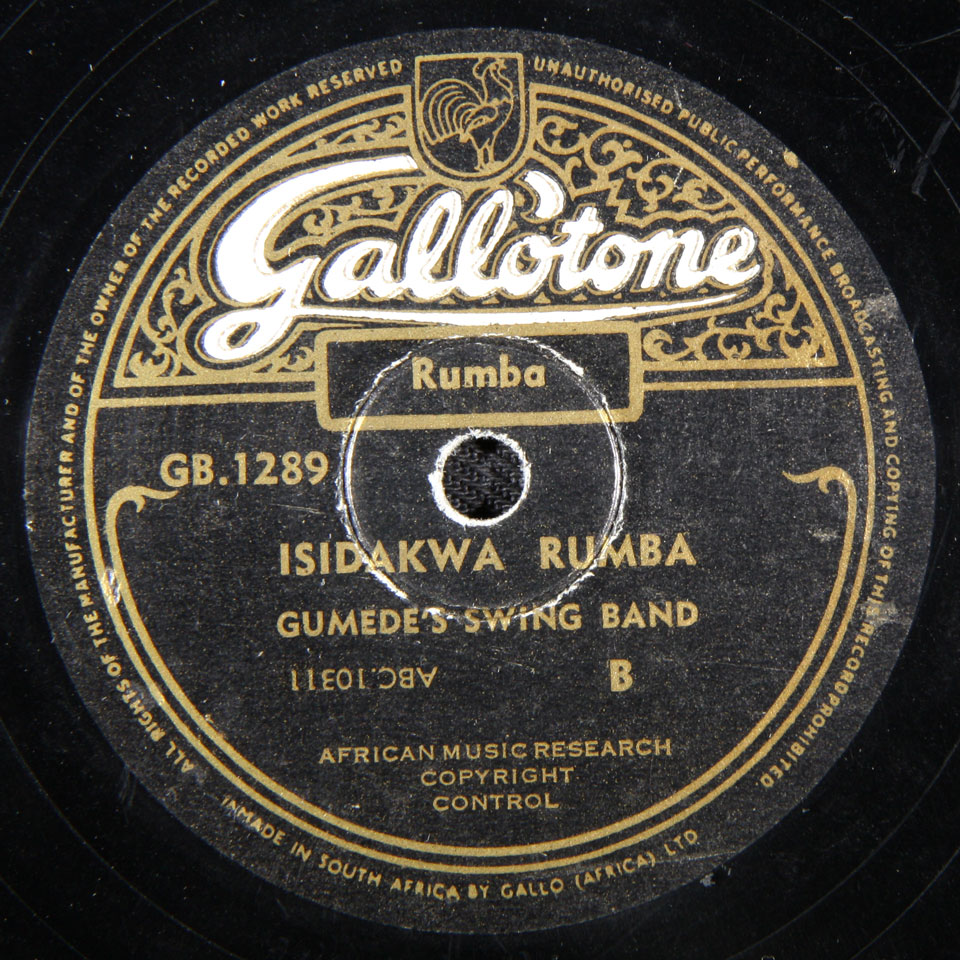 ALL RIGHTS OF THE MANUFACTURER AND OF THE OWNER OF THE RECORDED WORK RESERVED
UNAUTHORISED PUBLIC PERFORMANCE BROADCASTING AND COPYING OF THIS RECORD PROHIBITED
Gallotone
Rumba
GB.1289
ISIDAKWA RUMBA
GUMEDE'S SWING BAND
ABC.10311 B
AFRICAN MUSIC RESEARCH
COPYRIGHT
CONTROL
MADE IN SOUTH AFRICA BY GALLO (AFRICA) LTD